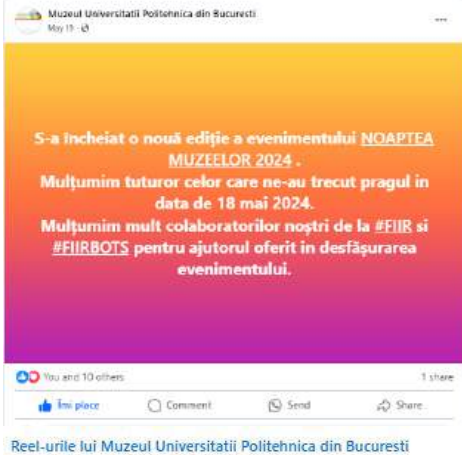 Muzeul Universitatii Politehnica din Bucuresti
May 19 ·
S-a încheiat o nouă ediție a evenimentului NOAPTEA
MUZEELOR 2024 .
Mulțumim tuturor celor care ne-au trecut pragul in
data de 18 mai 2024.
Mulțumim mult colaboratorilor noștri de la #FIIR si
#FIIRBOTS pentru ajutorul oferit in desfășurarea
evenimentului.
You and 10 others 1 share
Îmi place Comment Send Share
Reel-urile lui Muzeul Universitatii Politehnica din Bucuresti